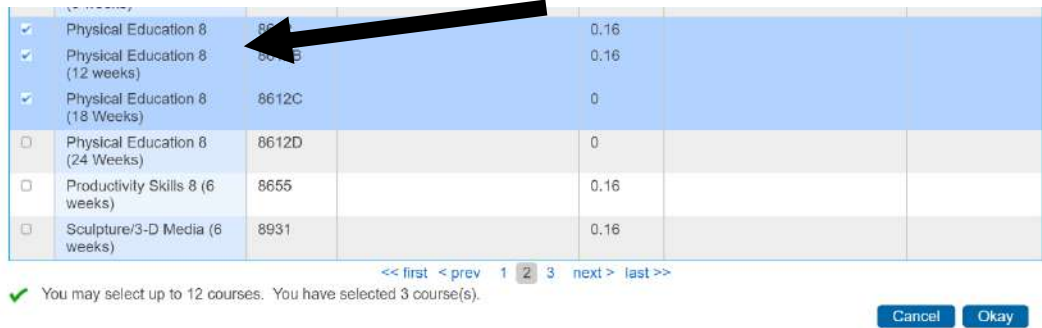 Physical Education 8 0.16
Physical Education 8 0.16
(12 weeks)
Physical Education 8 8612C 0
(18 Weeks)
Physical Education 8 8612D 0
(24 Weeks)
Productivity Skills 8 (6 8655 0.16
weeks)
Sculpture/3-D Media (6 8931 0.16
weeks)
<< first < prev 1 2 3 next > last >>
You may select up to 12 courses. You have selected 3 course(s).
Cancel Okay